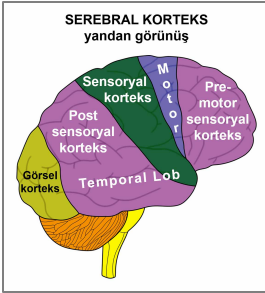 SEREBRAL KORTEKS
yandan görünüş
Sensoryal
korteks
Motor
Pre-
motor
sensoryal
korteks
Post
sensoryal
korteks
Görsel
korteks
Temporal Lob